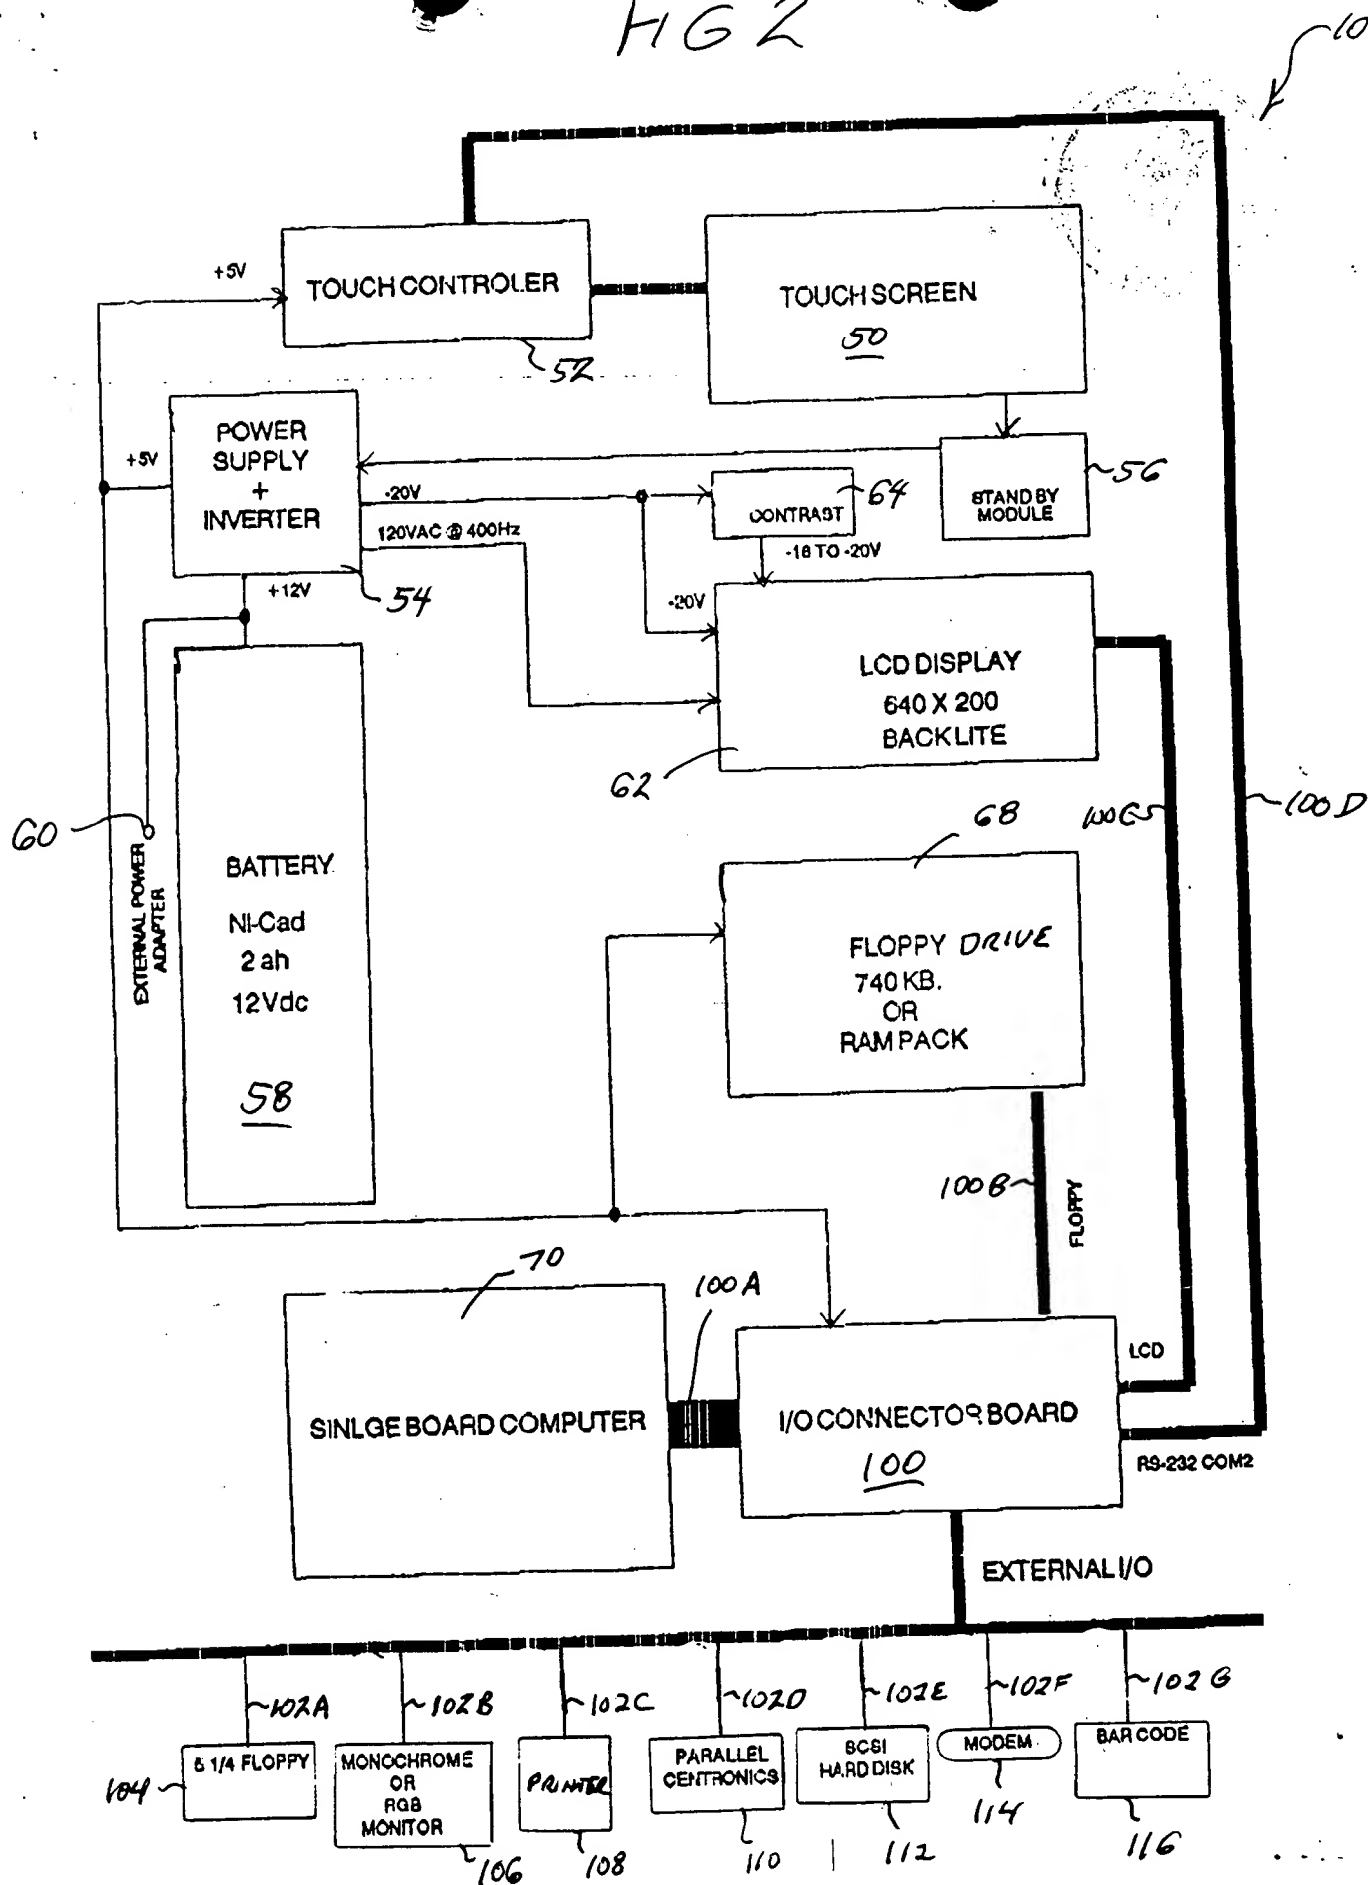 FIG 2
10
+5V
TOUCH CONTROLER
52
TOUCH SCREEN
50
+5V
POWER
SUPPLY
+
INVERTER
54
-20V
120VAC @ 400Hz
+12V
CONTRAST
64
-18 TO -20V
-20V
STAND BY
MODULE
56
LCD DISPLAY
640 X 200
BACKLITE
62
60
EXTERNAL POWER
ADAPTER
BATTERY
NI-Cad
2 ah
12Vdc
58
68
FLOPPY DRIVE
740 KB.
OR
RAM PACK
100C
100D
100B
FLOPPY
70
SINLGE BOARD COMPUTER
100A
I/O CONNECTOR BOARD
100
LCD
RS-232 COM2
EXTERNAL I/O
102A
102B
102C
102D
102E
102F
102G
5 1/4 FLOPPY
104
MONOCHROME
OR
RGB
MONITOR
106
PRINTER
108
PARALLEL
CENTRONICS
110
SCSI
HARD DISK
112
MODEM
114
BAR CODE
116